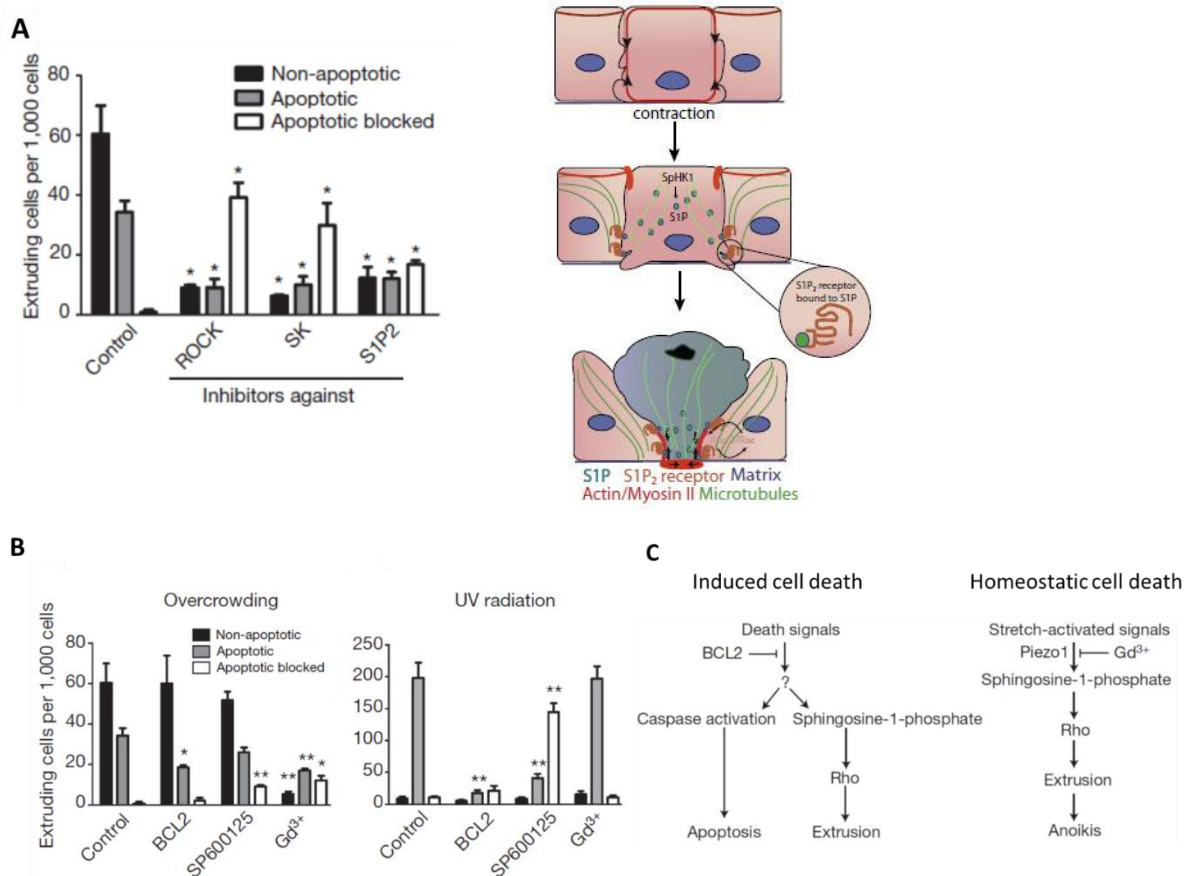 A
80
60
40
20
0
Extruding cells per 1,000 cells
Non-apoptotic
Apoptotic
Apoptotic blocked
* * *
* * *
* * *
Control
ROCK
SK
S1P2
Inhibitors against
contraction
SpHK1
S1P
S1P₂ receptor
bound to S1P
S1P S1P₂ receptor Matrix
Actin/Myosin II Microtubules
B
Overcrowding
80
60
40
20
0
Extruding cells per 1,000 cells
Non-apoptotic
Apoptotic
Apoptotic blocked
*
**
** ** *
Control
BCL2
SP600125
Gd³⁺
UV radiation
250
200
150
100
50
0
**
** **
Control
BCL2
SP600125
Gd³⁺
C
Induced cell death
Death signals
BCL2
?
Caspase activation
Sphingosine-1-phosphate
Rho
Apoptosis
Extrusion
Homeostatic cell death
Stretch-activated signals
Piezo1
Gd³⁺
Sphingosine-1-phosphate
Rho
Extrusion
Anoikis